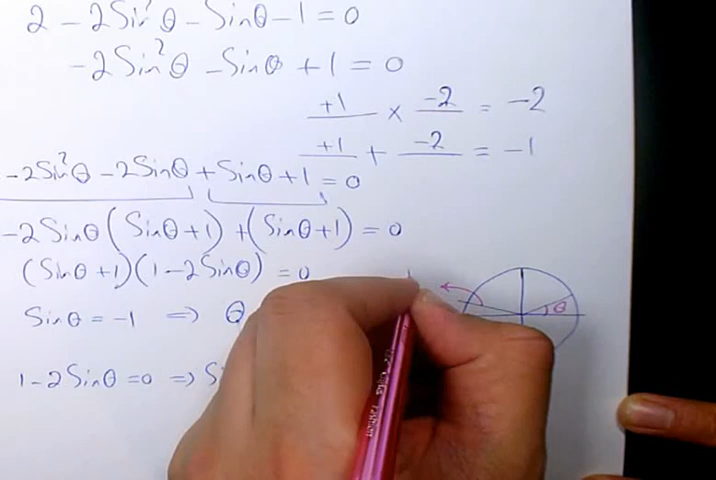 2 - 2Sin²θ - Sinθ - 1 = 0
-2Sin²θ - Sinθ + 1 = 0
+1 × -2 = -2
+1 + -2 = -1
-2Sin²θ - 2Sinθ + Sinθ + 1 = 0
-2Sinθ(Sinθ+1) + (Sinθ+1) = 0
(Sinθ+1)(1-2Sinθ) = 0
Sinθ = -1 ⇒ θ
θ
1-2Sinθ = 0 ⇒ S